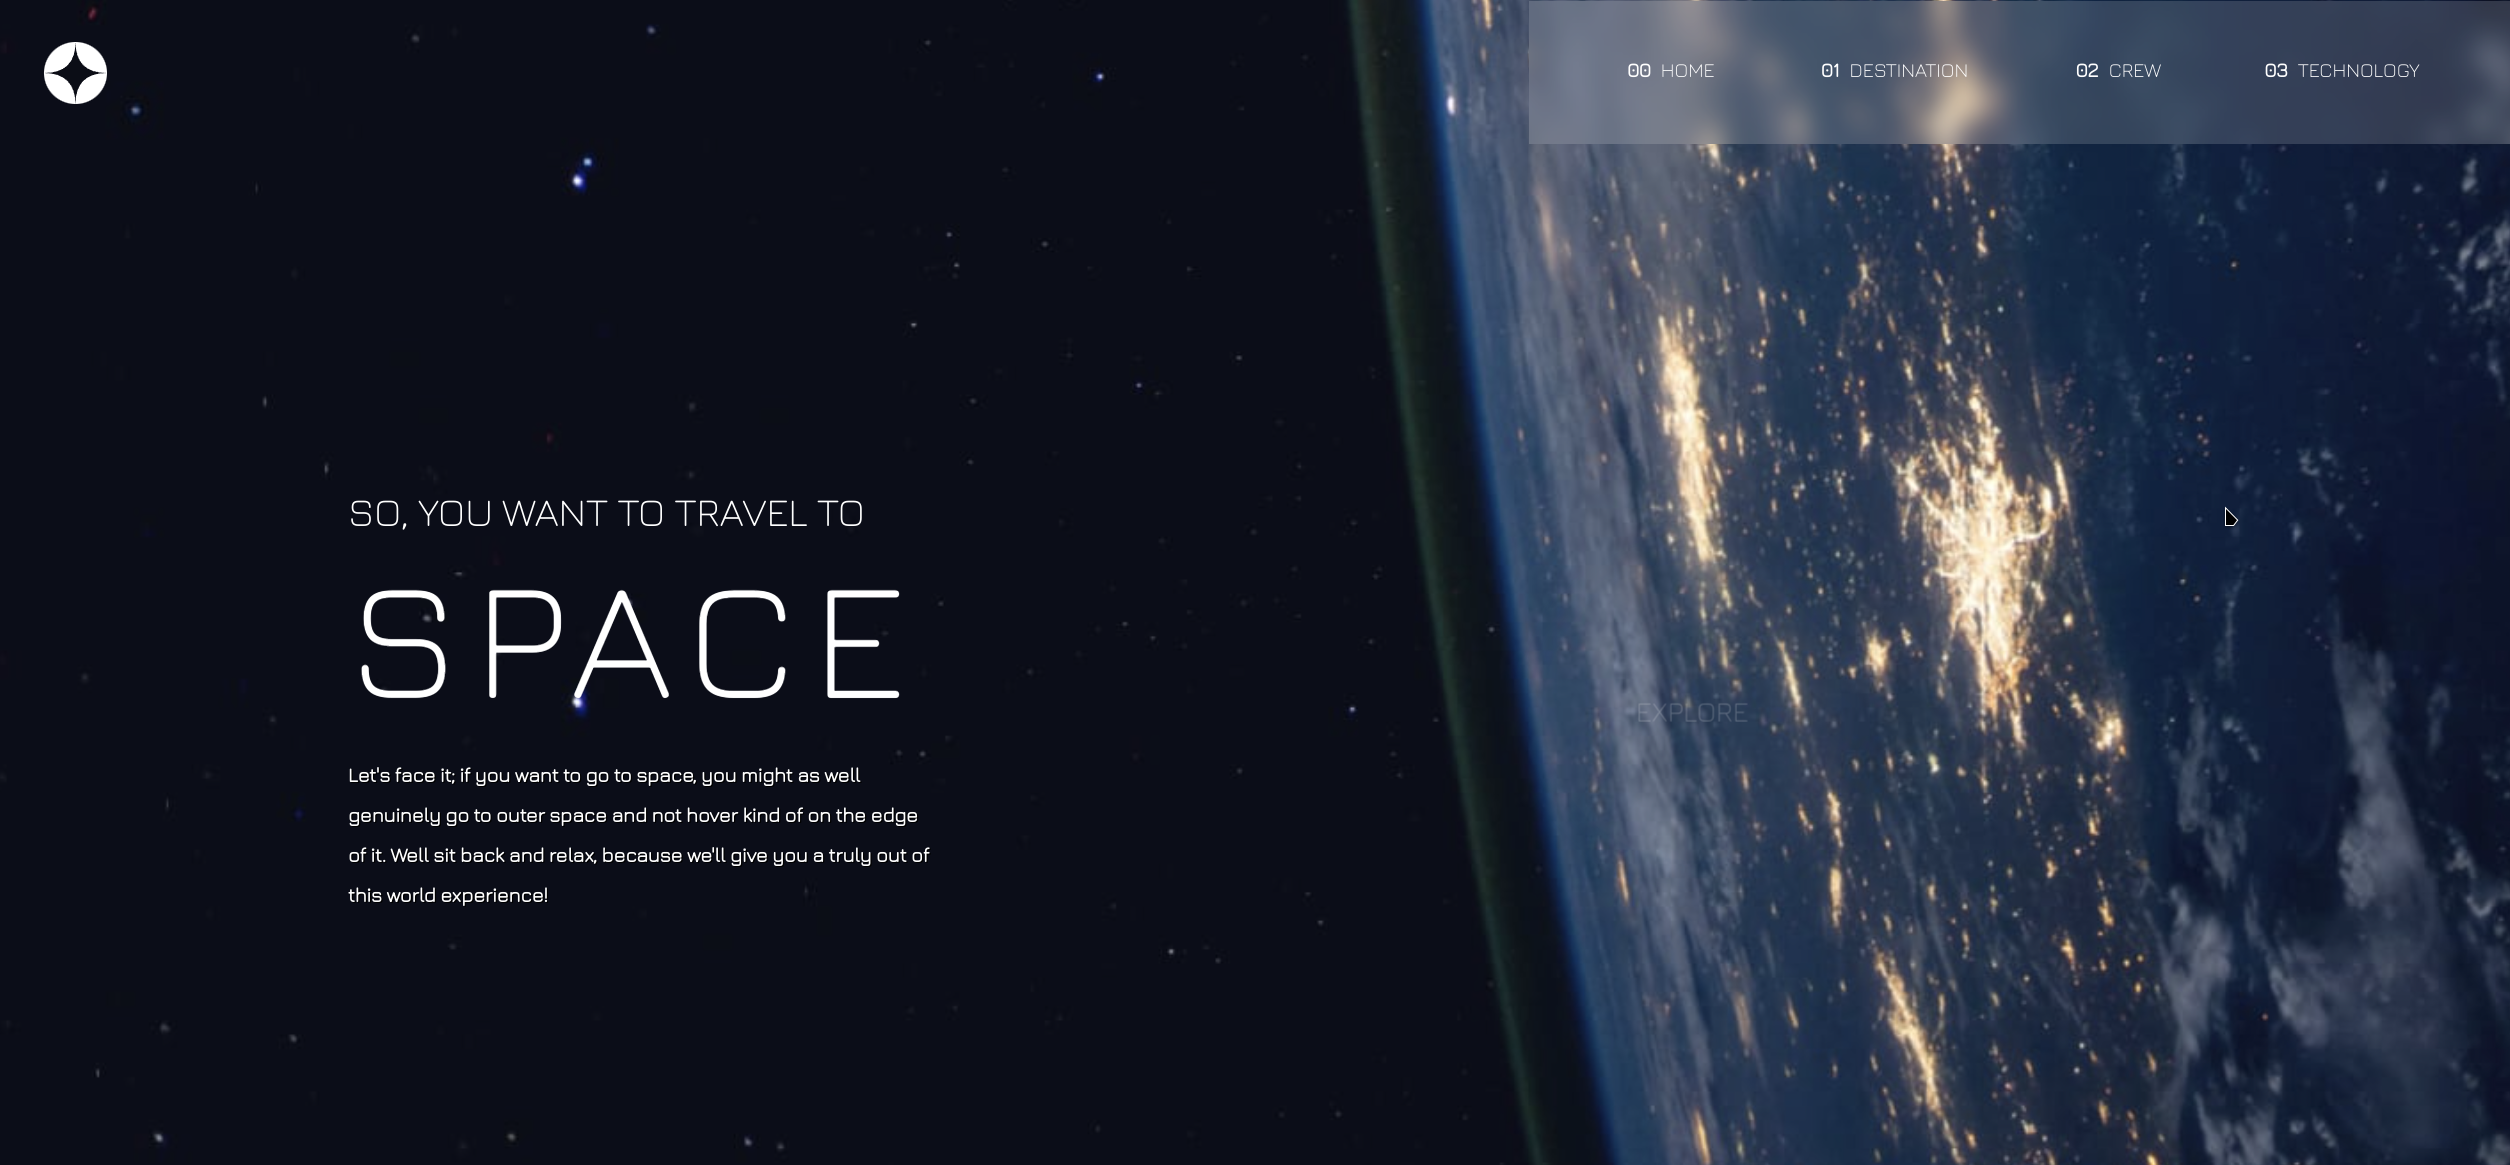 00 HOME 01 DESTINATION 02 CREW 03 TECHNOLOGY
SO, YOU WANT TO TRAVEL TO
SPACE
EXPLORE
Let's face it; if you want to go to space, you might as well
genuinely go to outer space and not hover kind of on the edge
of it. Well sit back and relax, because we'll give you a truly out of
this world experience!